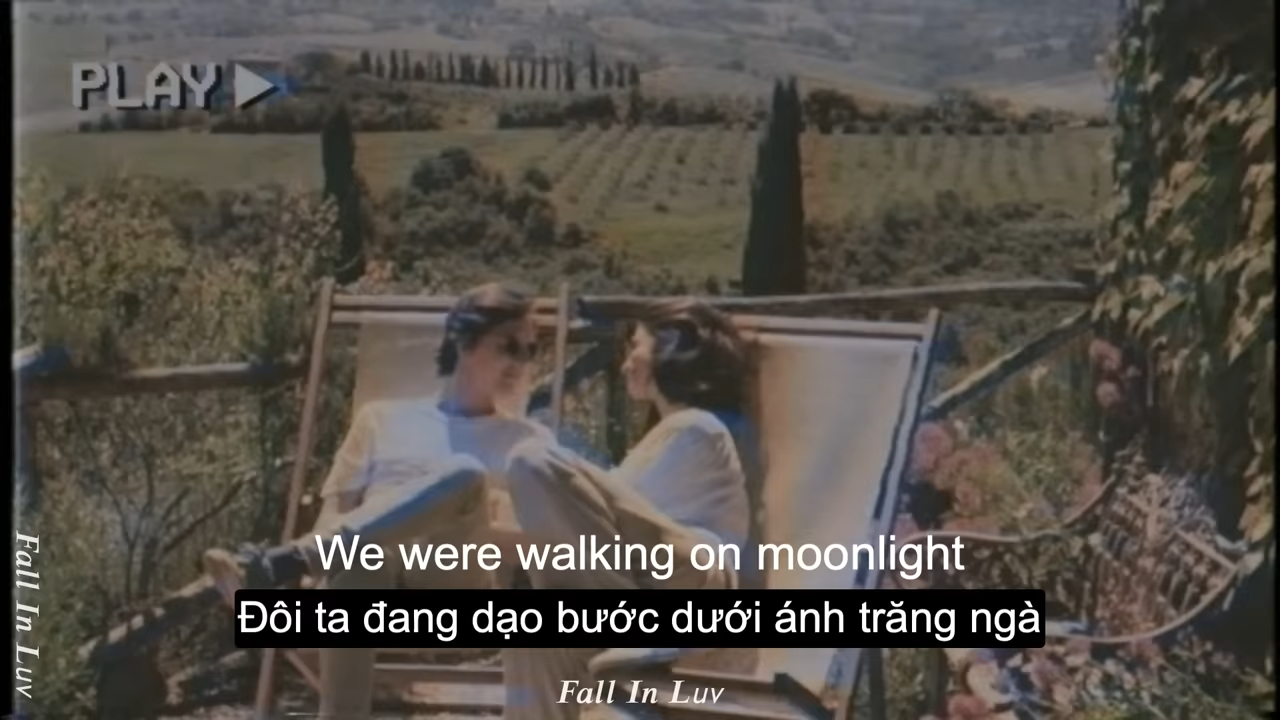 PLAY
We were walking on moonlight
Đôi ta đang dạo bước dưới ánh trăng ngà
Fall In Luv
Fall In Luv